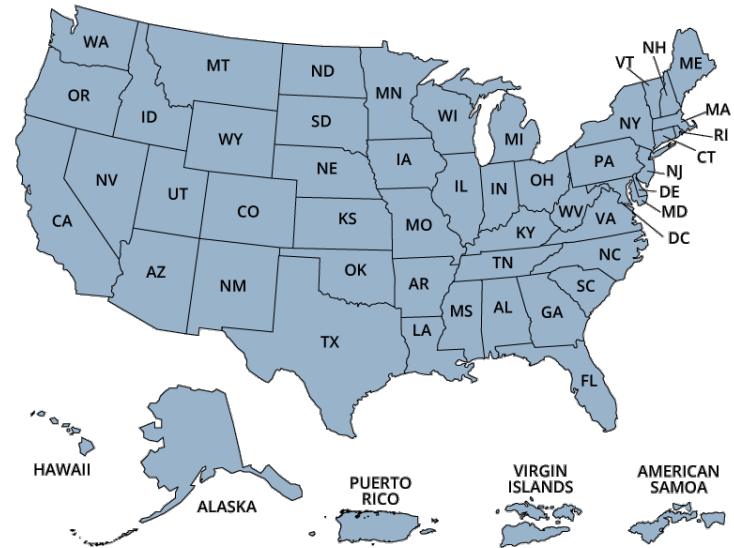 WA
MT
ND
MN
OR
ID
WY
SD
WI
MI
NH
VT
ME
NY
MA
RI
CT
NV
UT
CO
NE
IA
IL
IN
OH
PA
NJ
DE
MD
DC
CA
KS
MO
KY
WV
VA
AZ
NM
OK
AR
TN
NC
SC
TX
LA
MS
AL
GA
FL
HAWAII
ALASKA
PUERTO
RICO
VIRGIN
ISLANDS
AMERICAN
SAMOA